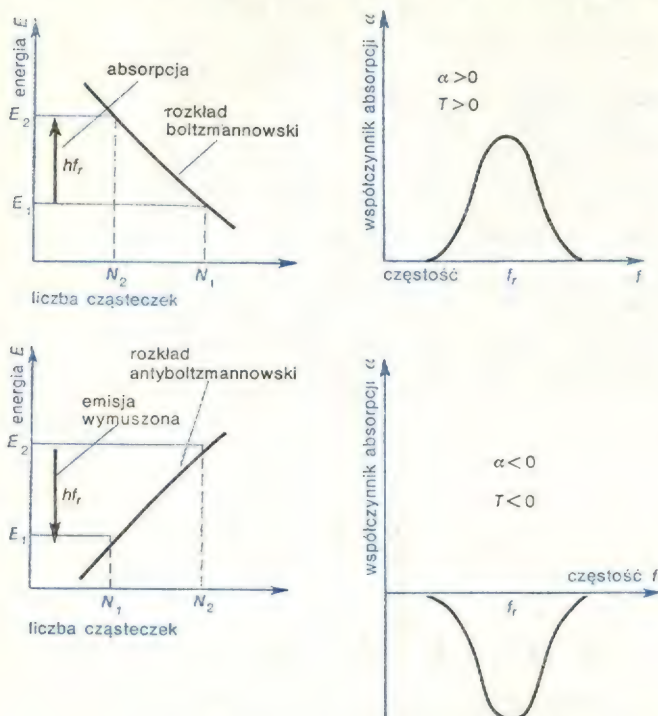 energia E
absorpcja
E₂
rozkład
boltzmannowski
hfᵣ
E₁
N₂
N₁
liczba cząsteczek
współczynnik absorpcji α
α>0
T>0
częstość
fᵣ
f
energia E
rozkład
antyboltzmannowski
emisja
wymuszona
E₂
hfᵣ
E₁
N₁
N₂
liczba cząsteczek
współczynnik absorpcji α
α<0
T<0
częstość f
fᵣ